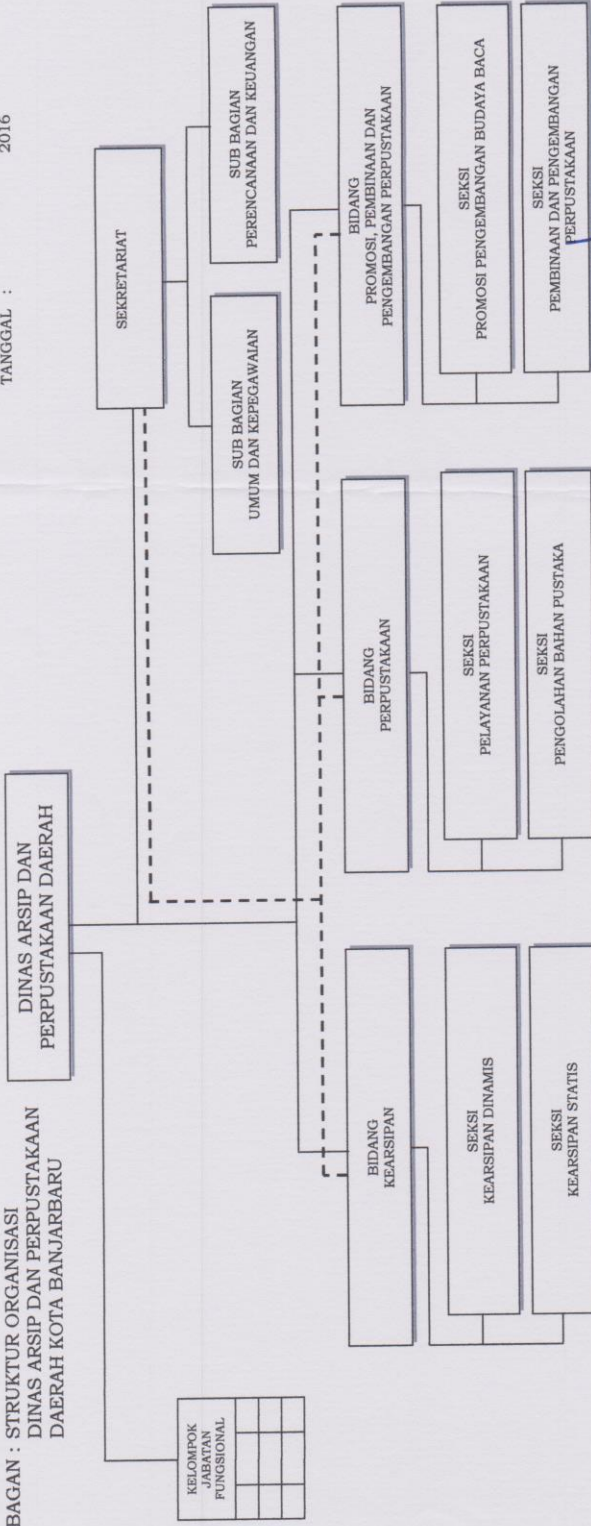 BAGAN : STRUKTUR ORGANISASI
DINAS ARSIP DAN PERPUSTAKAAN
DAERAH KOTA BANJARBARU
TANGGAL :
2016
DINAS ARSIP DAN
PERPUSTAKAAN DAERAH
KELOMPOK
JABATAN
FUNGSIONAL
SEKRETARIAT
SUB BAGIAN
UMUM DAN KEPEGAWAIAN
SUB BAGIAN
PERENCANAAN DAN KEUANGAN
BIDANG
KEARSIPAN
SEKSI
KEARSIPAN DINAMIS
SEKSI
KEARSIPAN STATIS
BIDANG
PERPUSTAKAAN
SEKSI
PELAYANAN PERPUSTAKAAN
SEKSI
PENGOLAHAN BAHAN PUSTAKA
BIDANG
PROMOSI, PEMBINAAN DAN
PENGEMBANGAN PERPUSTAKAAN
SEKSI
PROMOSI PENGEMBANGAN BUDAYA BACA
SEKSI
PEMBINAAN DAN PENGEMBANGAN
PERPUSTAKAAN